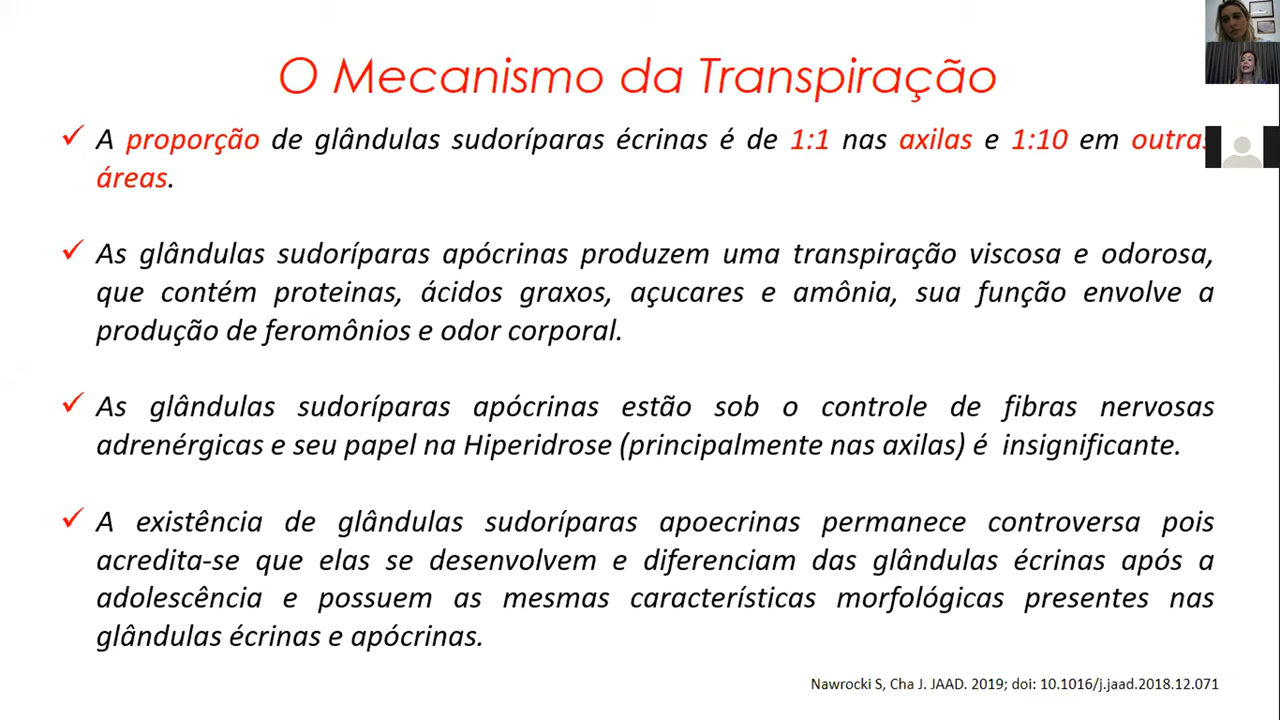 O Mecanismo da Transpiração
✓ A proporção de glândulas sudoríparas écrinas é de 1:1 nas axilas e 1:10 em outras
áreas.
✓ As glândulas sudoríparas apócrinas produzem uma transpiração viscosa e odorosa,
que contém proteinas, ácidos graxos, açucares e amônia, sua função envolve a
produção de feromônios e odor corporal.
✓ As glândulas sudoríparas apócrinas estão sob o controle de fibras nervosas
adrenérgicas e seu papel na Hiperidrose (principalmente nas axilas) é insignificante.
✓ A existência de glândulas sudoríparas apoecrinas permanece controversa pois
acredita-se que elas se desenvolvem e diferenciam das glândulas écrinas após a
adolescência e possuem as mesmas características morfológicas presentes nas
glândulas écrinas e apócrinas.
Nawrocki S, Cha J. JAAD. 2019; doi: 10.1016/j.jaad.2018.12.071